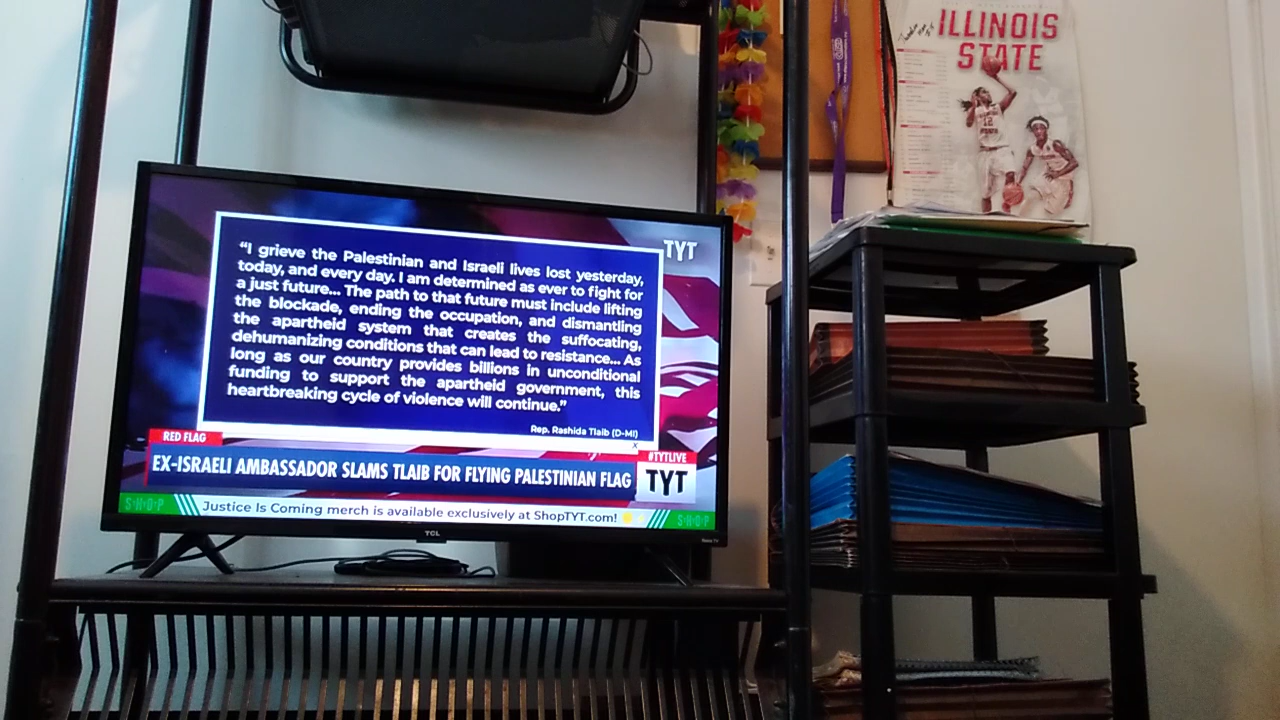 ILLINOIS
STATE
12
TYT
“I grieve the Palestinian and Israeli lives lost yesterday,
today, and every day. I am determined as ever to fight for
a just future... The path to that future must include lifting
the blockade, ending the occupation, and dismantling
the apartheid system that creates the suffocating,
dehumanizing conditions that can lead to resistance... As
long as our country provides billions in unconditional
funding to support the apartheid government, this
heartbreaking cycle of violence will continue.”
Rep. Rashida Tlaib (D-MI)
RED FLAG
EX-ISRAELI AMBASSADOR SLAMS TLAIB FOR FLYING PALESTINIAN FLAG
#TYTLIVE
TYT
S•H•O•P
Justice Is Coming merch is available exclusively at ShopTYT.com!
S•H•O•P
TCL
Roku TV